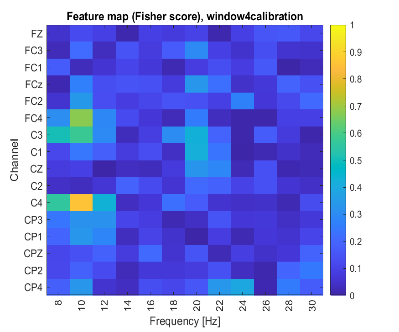 Feature map (Fisher score), window4calibration
FZ
FC3
FC1
FCz
FC2
FC4
C3
C1
CZ
C2
C4
CP3
CP1
CPZ
CP2
CP4
Channel
8 10 12 14 16 18 20 22 24 26 28 30
Frequency [Hz]
1
0.9
0.8
0.7
0.6
0.5
0.4
0.3
0.2
0.1
0